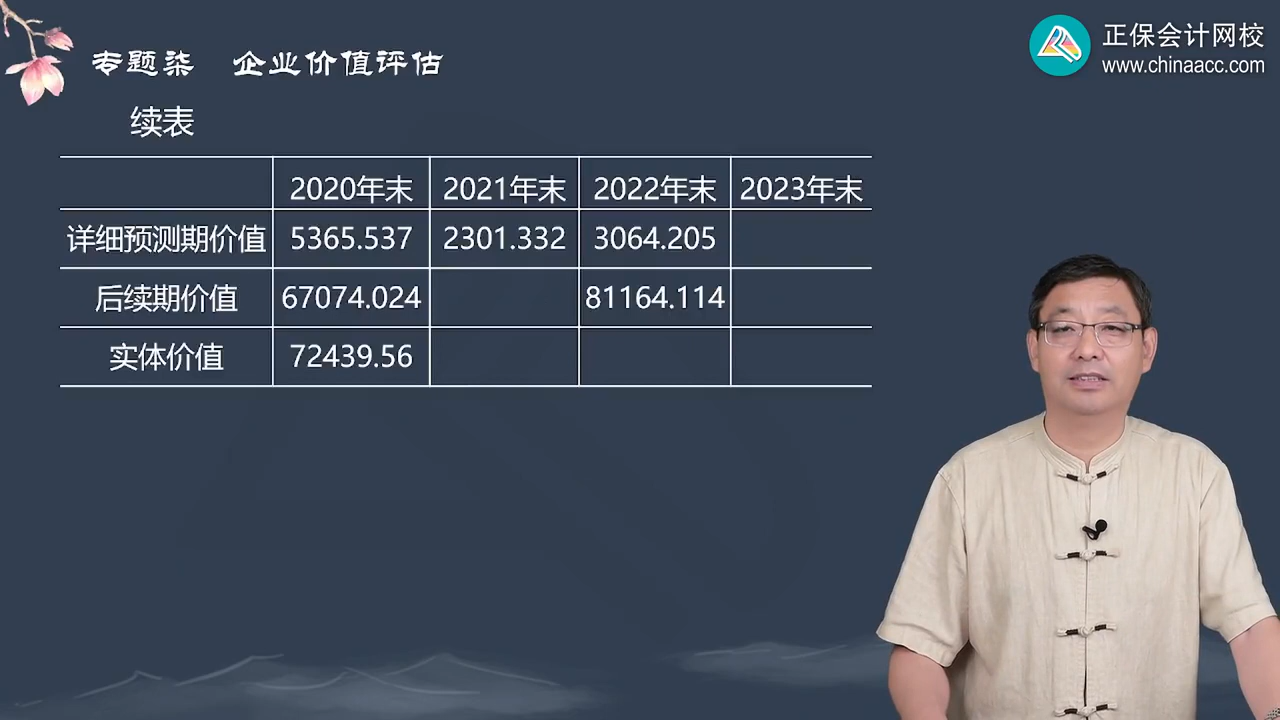 专题柒 企业价值评估
正保会计网校
www.chinaacc.com
续表
2020年末 2021年末 2022年末 2023年末
详细预测期价值 5365.537 2301.332 3064.205
后续期价值 67074.024 81164.114
实体价值 72439.56